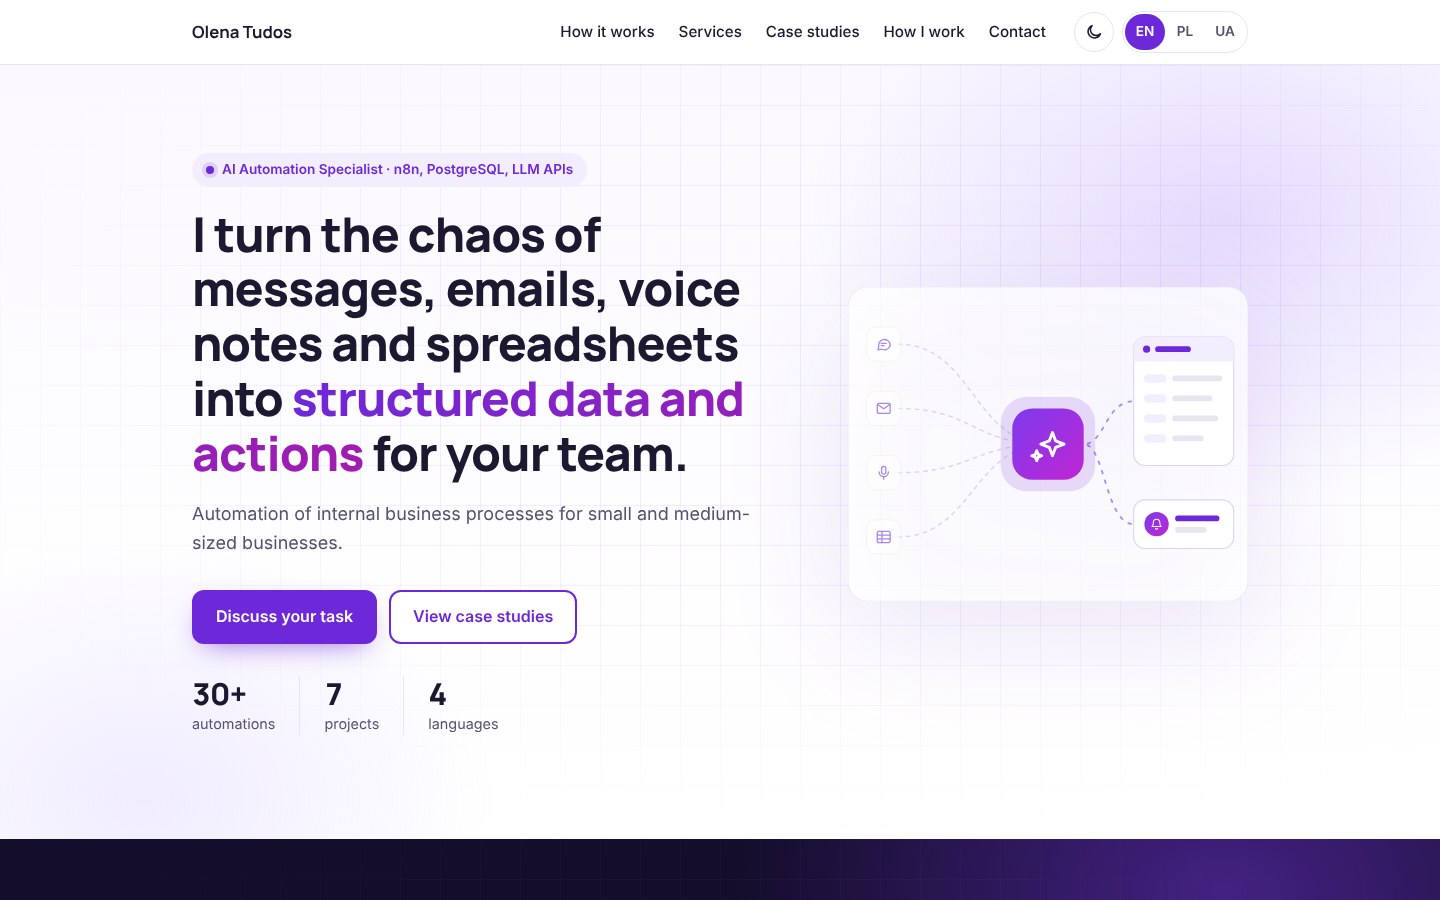 Olena Tudos
How it works
Services
Case studies
How I work
Contact
EN
PL
UA
AI Automation Specialist · n8n, PostgreSQL, LLM APIs
I turn the chaos of
messages, emails, voice
notes and spreadsheets
into structured data and
actions for your team.
Automation of internal business processes for small and medium-
sized businesses.
Discuss your task
View case studies
30+
automations
7
projects
4
languages